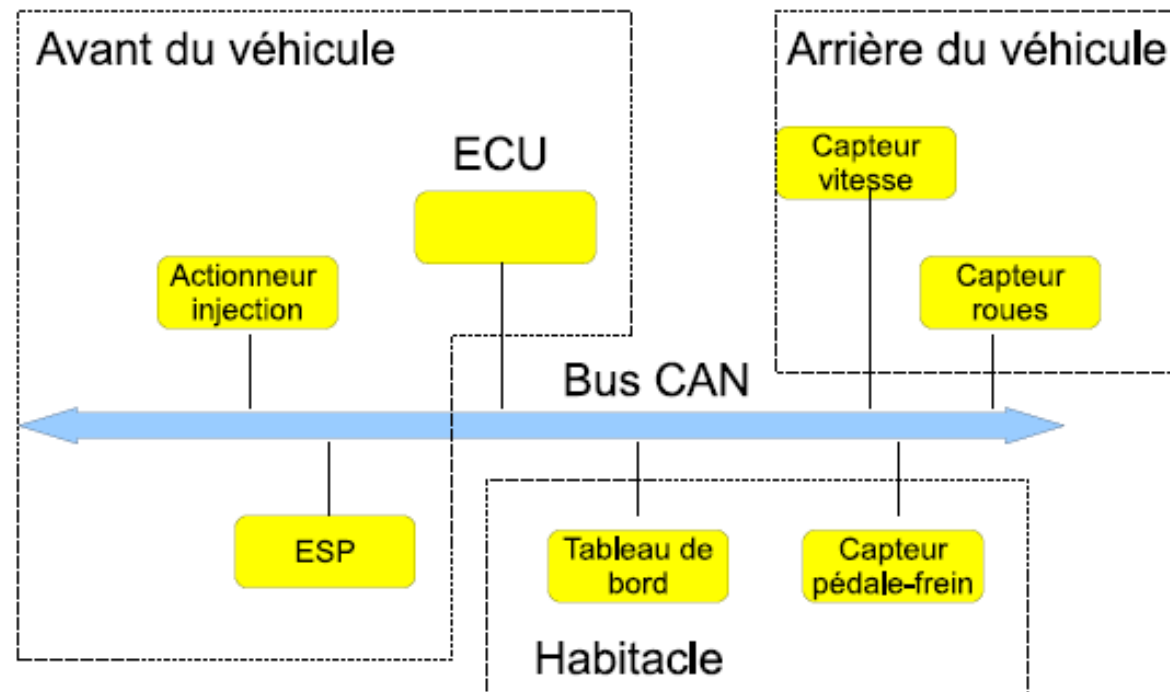 Avant du véhicule
Arrière du véhicule
ECU
Capteur
vitesse
Actionneur
injection
Capteur
roues
Bus CAN
ESP
Tableau de
bord
Capteur
pédale-frein
Habitacle